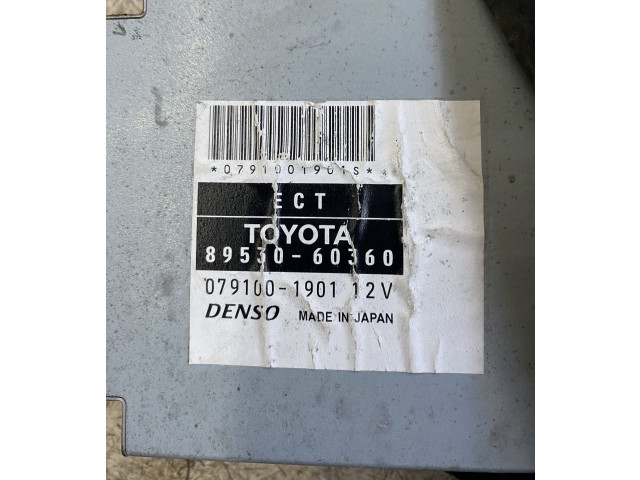 *0791001901S*
ECT
TOYOTA
89530-60360
079100-1901 12V
DENSO MADE IN JAPAN